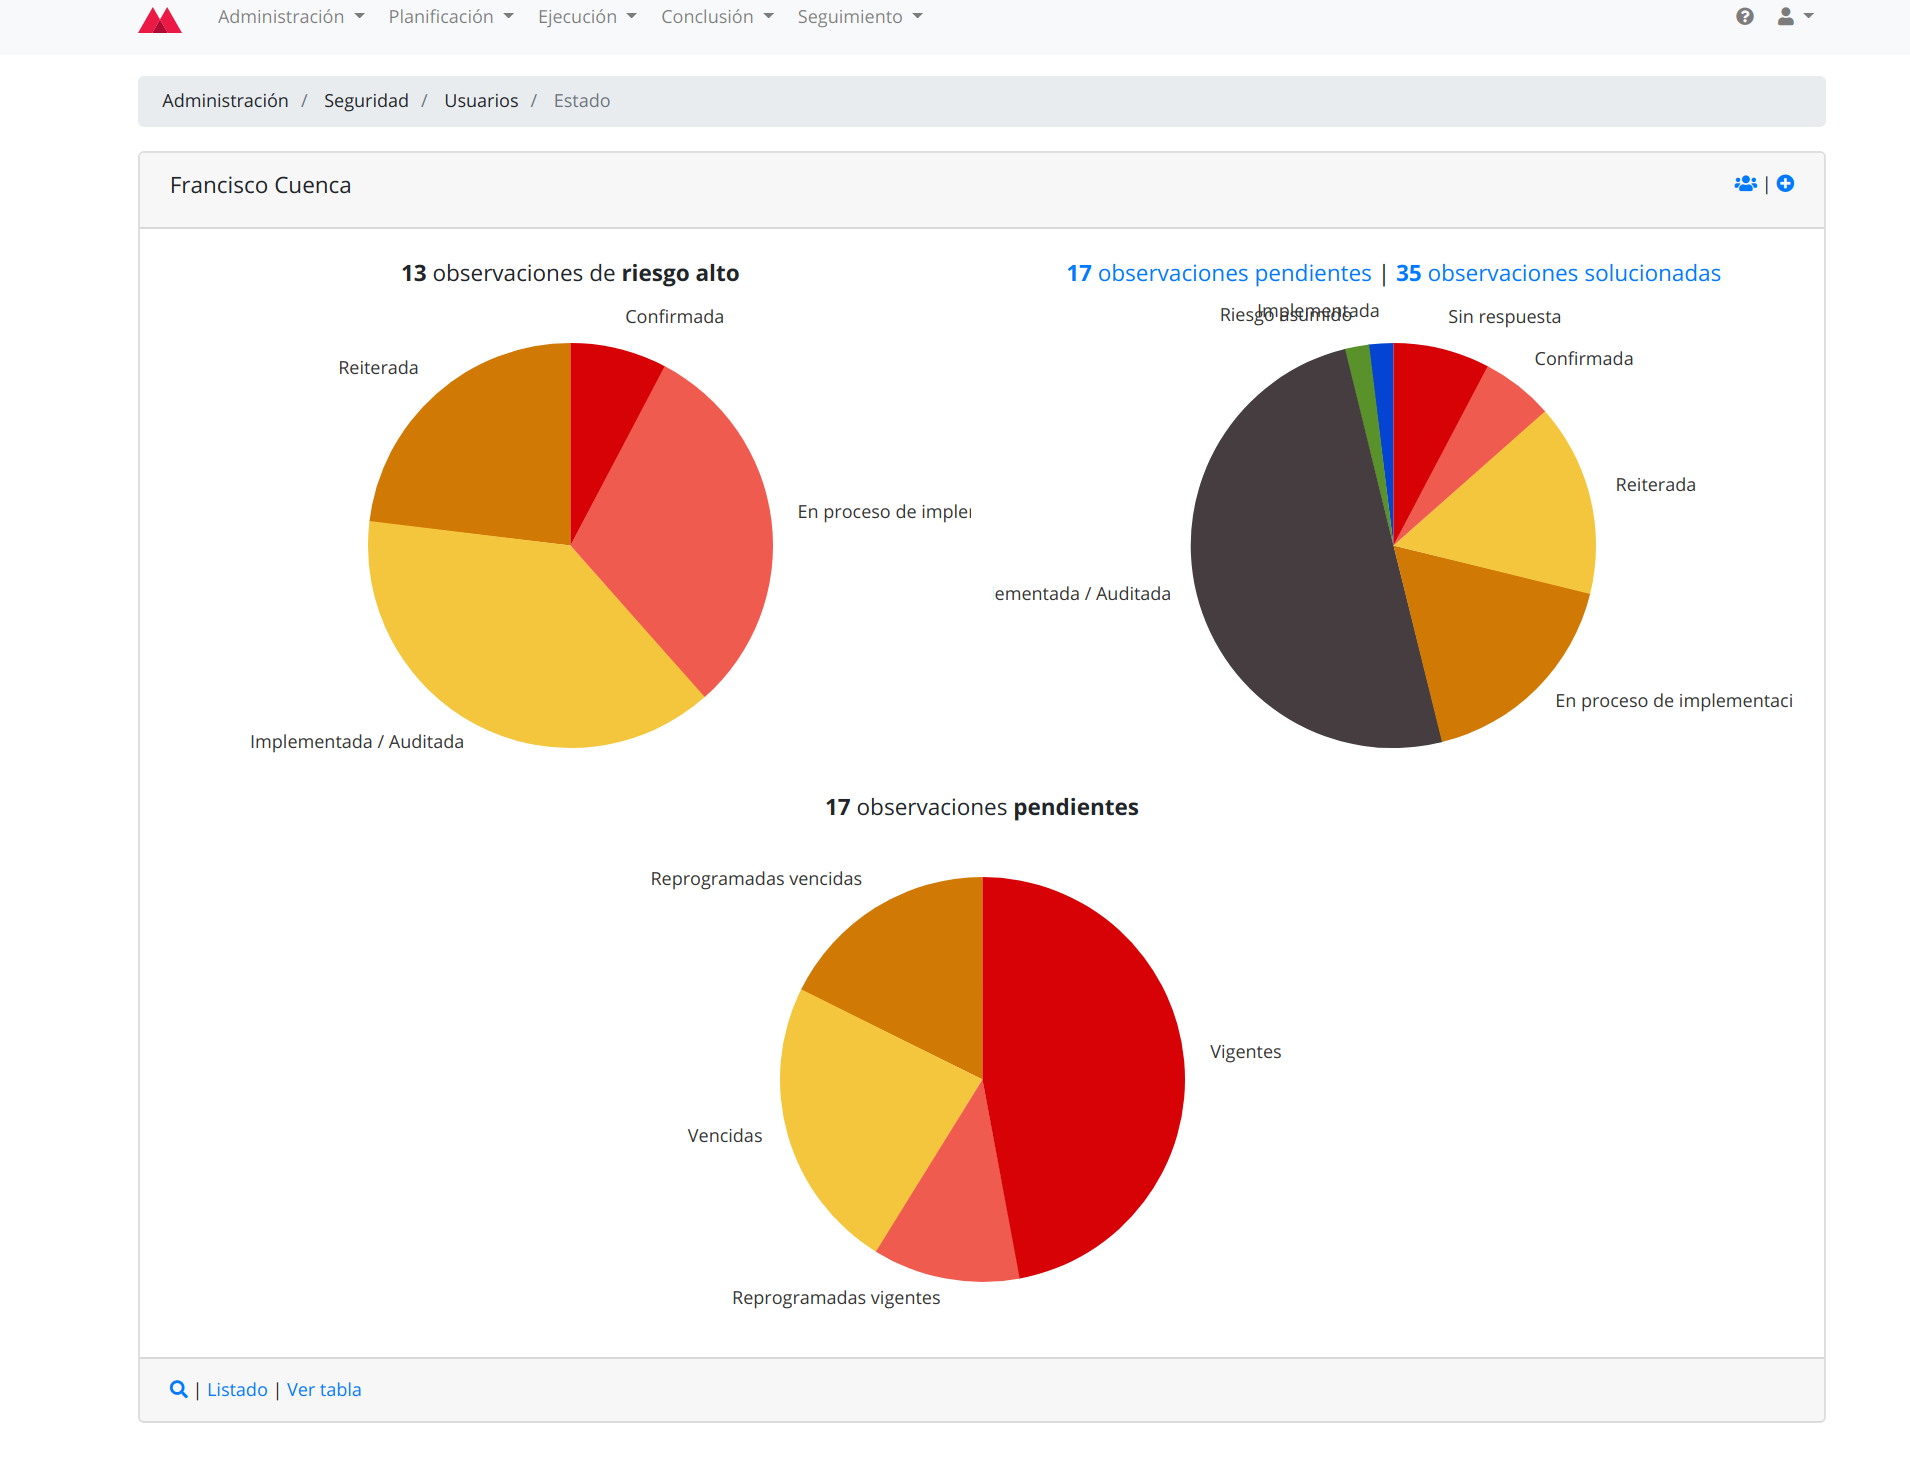 Administración Planificación Ejecución Conclusión Seguimiento
Administración / Seguridad / Usuarios / Estado
Francisco Cuenca
|
13 observaciones de riesgo alto
Confirmada
Reiterada
En proceso de imple
Implementada / Auditada
17 observaciones pendientes | 35 observaciones solucionadas
Riesgo asumido
Implementada
Sin respuesta
Confirmada
Reiterada
ementada / Auditada
En proceso de implementaci
17 observaciones pendientes
Reprogramadas vencidas
Vigentes
Vencidas
Reprogramadas vigentes
| Listado | Ver tabla